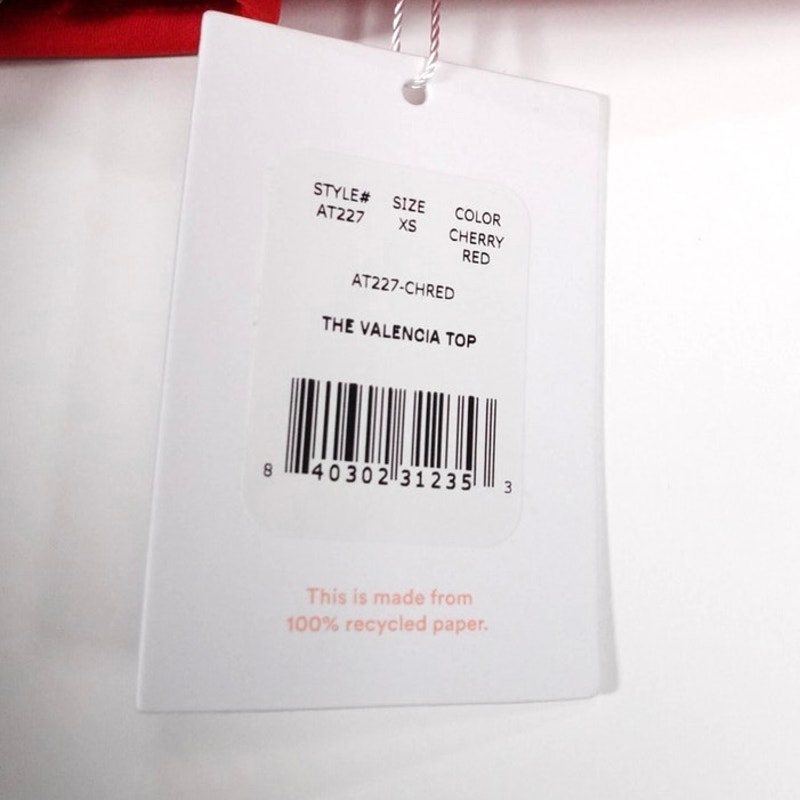 STYLE# SIZE COLOR
AT227 XS CHERRY
RED
AT227-CHRED
THE VALENCIA TOP
8 40302 31235 3
This is made from
100% recycled paper.